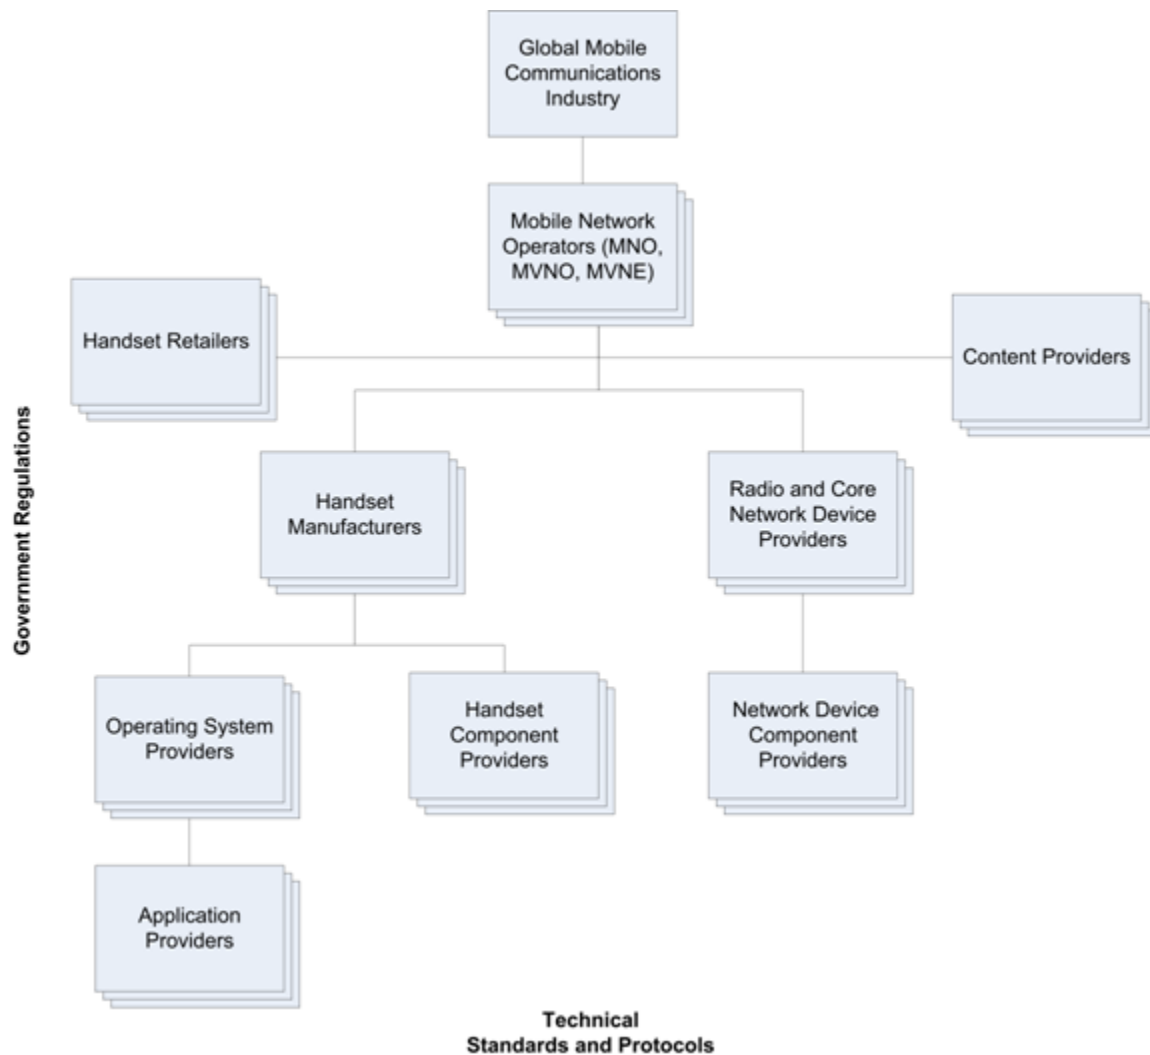 Global Mobile
Communications
Industry
Mobile Network
Operators (MNO,
MVNO, MVNE)
Handset Retailers
Content Providers
Government Regulations
Handset
Manufacturers
Radio and Core
Network Device
Providers
Operating System
Providers
Handset
Component
Providers
Network Device
Component
Providers
Application
Providers
Technical
Standards and Protocols